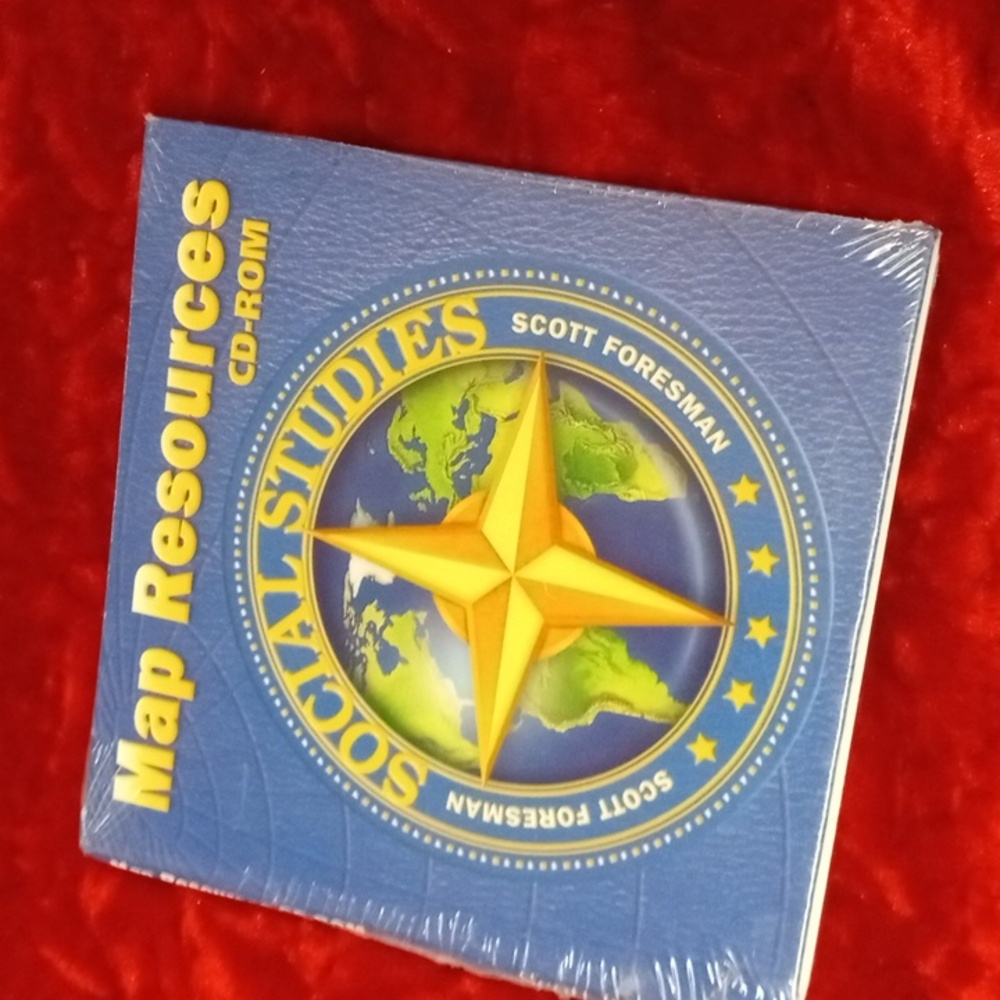 Map Resources
CD-ROM
SOCIAL STUDIES
SCOTT FORESMAN
SCOTT FORESMAN